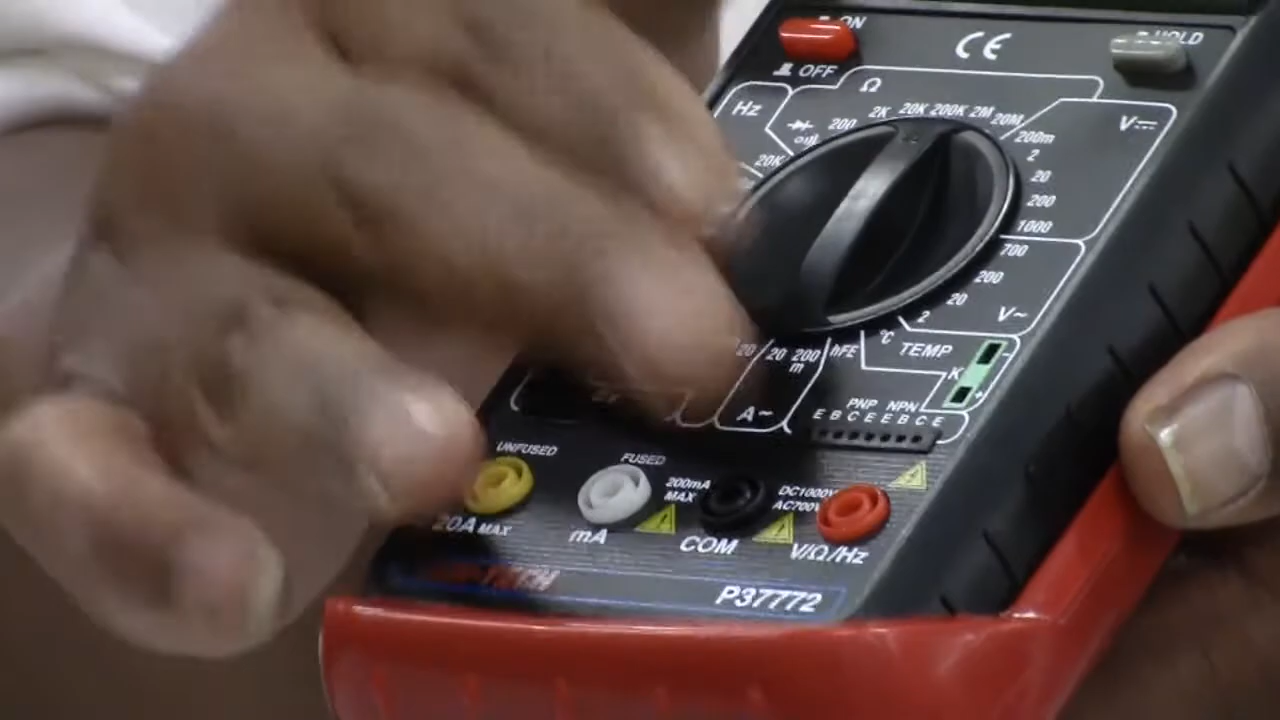 ON
HOLD
CE
OFF
Ω
Hz
200 2K 20K 200K 2M 20M
V⎓
20K
200m
2
20
200
1000
700
200
20
2
V~
20/20 200m
hFE
°C TEMP
K
-
+
A~
PNP NPN
E B C E E B C E
UNFUSED
FUSED
200mA MAX
DC1000V
AC700V
20A MAX
mA
COM
V/Ω/Hz
P37772